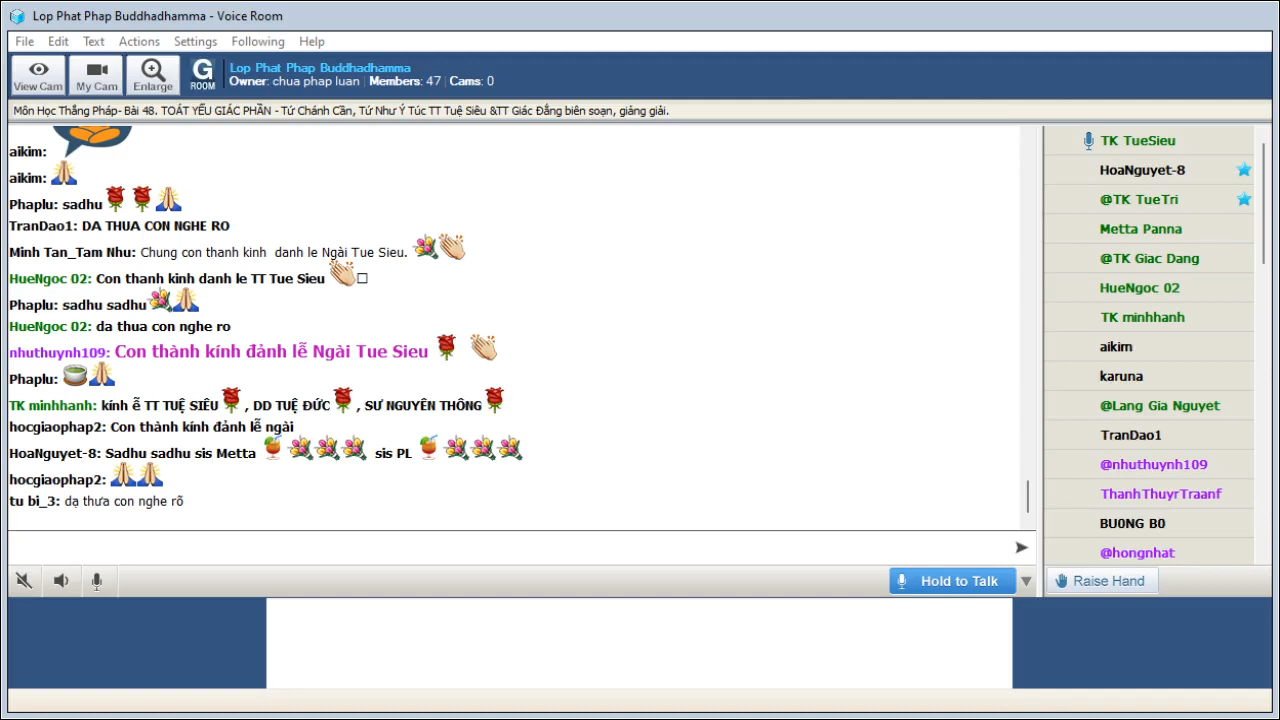 Lop Phat Phap Buddhadhamma - Voice Room
File Edit Text Actions Settings Following Help
View Cam My Cam Enlarge G ROOM
Lop Phat Phap Buddhadhamma
Owner: chua phap luan | Members: 47 | Cams: 0
Môn Học Thắng Pháp- Bài 48. TOÁT YẾU GIÁC PHẦN - Tứ Chánh Cần, Tứ Như Ý Túc TT Tuệ Siêu &TT Giác Đẳng biên soạn, giảng giải.
aikim:
aikim:
Phaplu: sadhu
TranDao1: DA THUA CON NGHE RO
Minh Tan_Tam Nhu: Chung con thanh kinh danh le Ngài Tue Sieu.
HueNgoc 02: Con thanh kinh danh le TT Tue Sieu
Phaplu: sadhu sadhu
HueNgoc 02: da thua con nghe ro
nhuthuynh109: Con thành kính đảnh lễ Ngài Tue Sieu
Phaplu:
TK minhhanh: kính ễ TT TUỆ SIÊU , DD TUỆ ĐỨC , SƯ NGUYÊN THÔNG
hocgiaophap2: Con thành kính đảnh lễ ngài
HoaNguyet-8: Sadhu sadhu sis Metta sis PL
hocgiaophap2:
tu bi_3: dạ thưa con nghe rõ
TK TueSieu
HoaNguyet-8
@TK TueTri
Metta Panna
@TK Giac Dang
HueNgoc 02
TK minhhanh
aikim
karuna
@Lang Gia Nguyet
TranDao1
@nhuthuynh109
ThanhThuyrTraanf
BU0NG B0
@hongnhat
Hold to Talk
Raise Hand